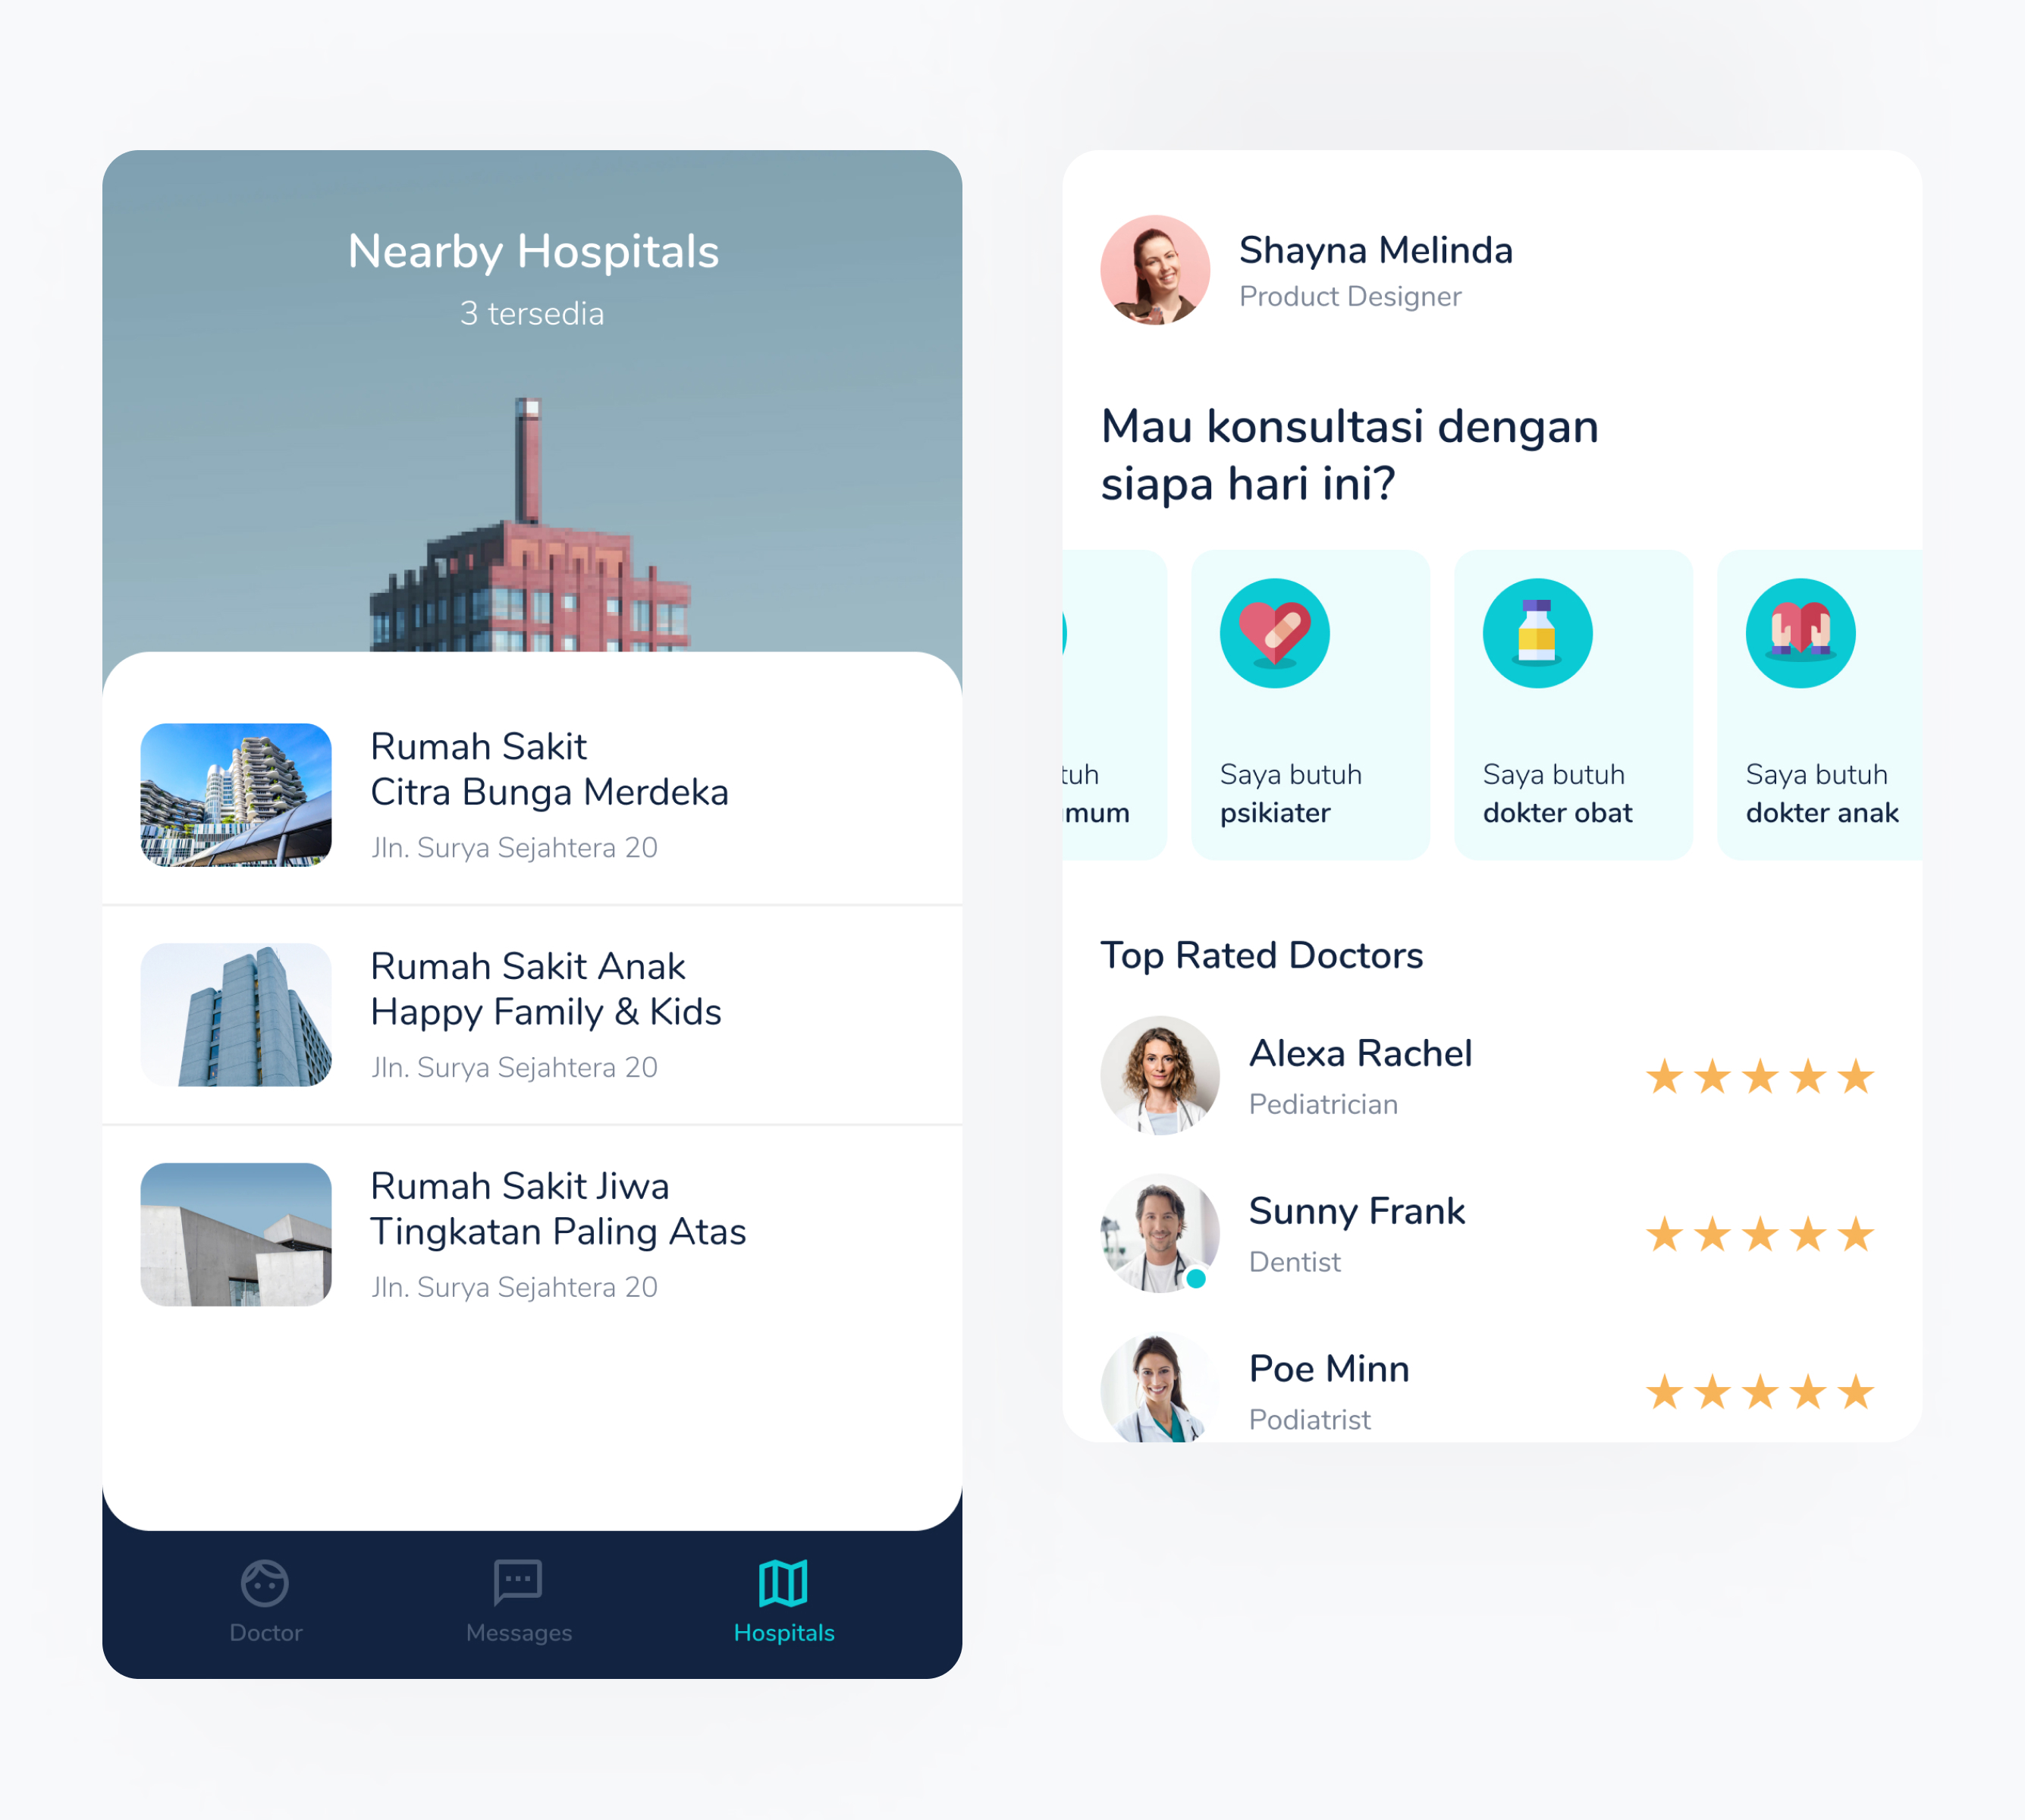 Nearby Hospitals
3 tersedia
Rumah Sakit
Citra Bunga Merdeka
Jln. Surya Sejahtera 20
Rumah Sakit Anak
Happy Family & Kids
Jln. Surya Sejahtera 20
Rumah Sakit Jiwa
Tingkatan Paling Atas
Jln. Surya Sejahtera 20
Doctor
Messages
Hospitals
Shayna Melinda
Product Designer
Mau konsultasi dengan
siapa hari ini?
Saya butuh
psikiater
Saya butuh
dokter obat
Saya butuh
dokter anak
Top Rated Doctors
Alexa Rachel
Pediatrician
Sunny Frank
Dentist
Poe Minn
Podiatrist